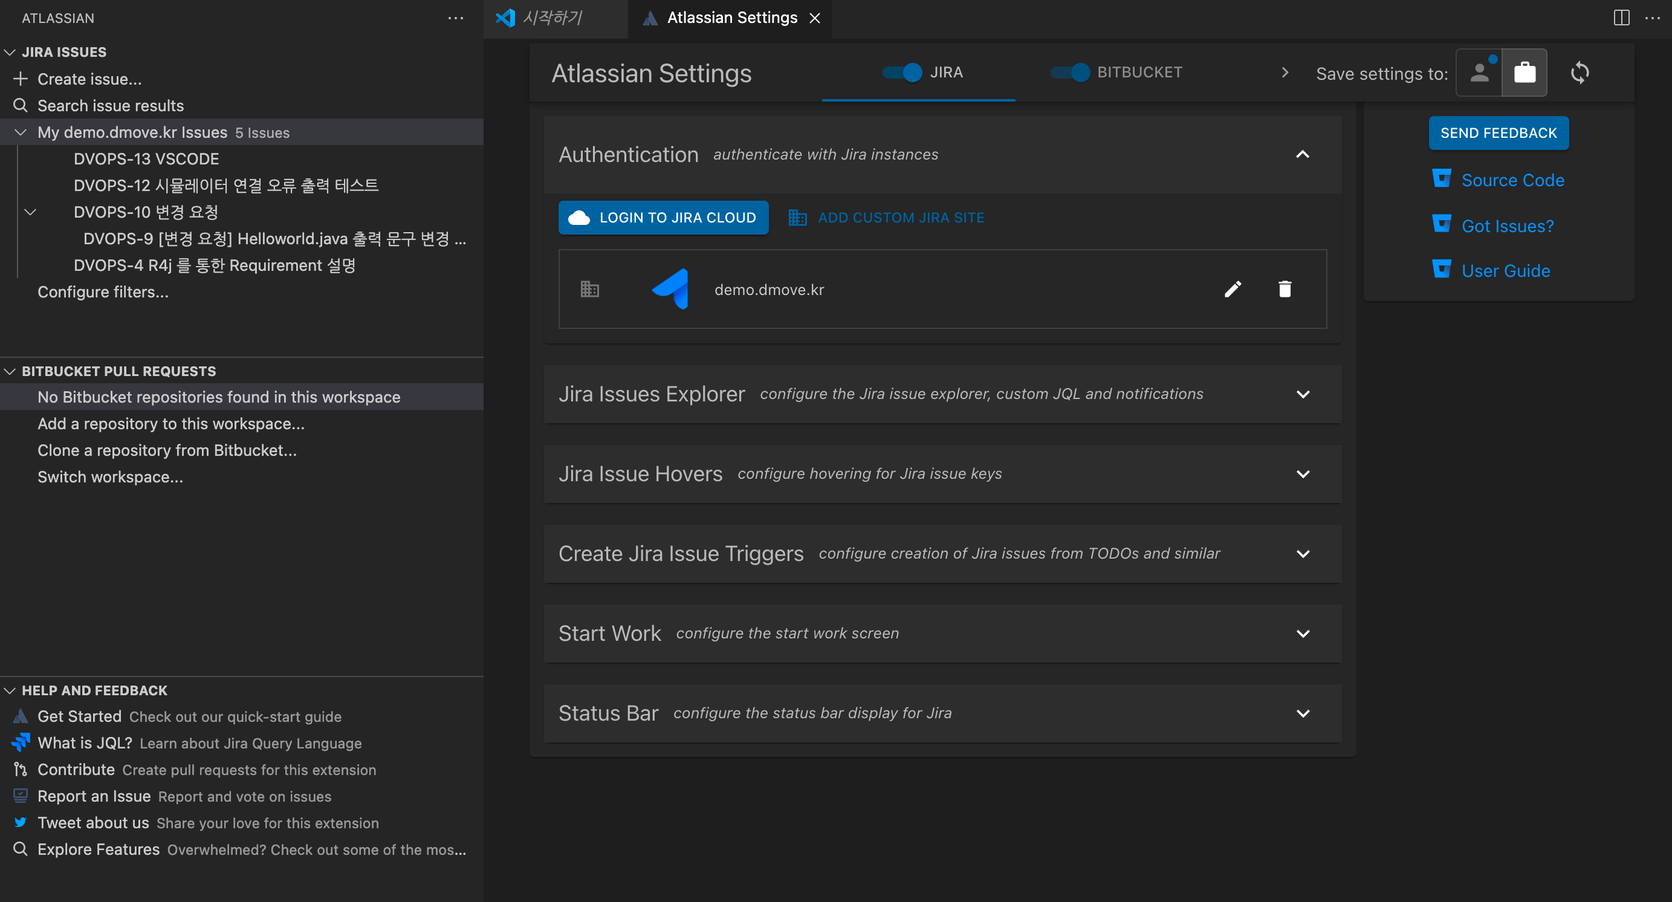 ATLASSIAN
JIRA ISSUES
Create issue...
Search issue results
My demo.dmove.kr Issues 5 Issues
DVOPS-13 VSCODE
DVOPS-12 시뮬레이터 연결 오류 출력 테스트
DVOPS-10 변경 요청
DVOPS-9 [변경 요청] Helloworld.java 출력 문구 변경 ...
DVOPS-4 R4j 를 통한 Requirement 설명
Configure filters...
BITBUCKET PULL REQUESTS
No Bitbucket repositories found in this workspace
Add a repository to this workspace...
Clone a repository from Bitbucket...
Switch workspace...
HELP AND FEEDBACK
Get Started Check out our quick-start guide
What is JQL? Learn about Jira Query Language
Contribute Create pull requests for this extension
Report an Issue Report and vote on issues
Tweet about us Share your love for this extension
Explore Features Overwhelmed? Check out some of the mos...
시작하기
Atlassian Settings
Atlassian Settings
JIRA
BITBUCKET
Save settings to:
Authentication authenticate with Jira instances
LOGIN TO JIRA CLOUD
ADD CUSTOM JIRA SITE
demo.dmove.kr
Jira Issues Explorer configure the Jira issue explorer, custom JQL and notifications
Jira Issue Hovers configure hovering for Jira issue keys
Create Jira Issue Triggers configure creation of Jira issues from TODOs and similar
Start Work configure the start work screen
Status Bar configure the status bar display for Jira
SEND FEEDBACK
Source Code
Got Issues?
User Guide